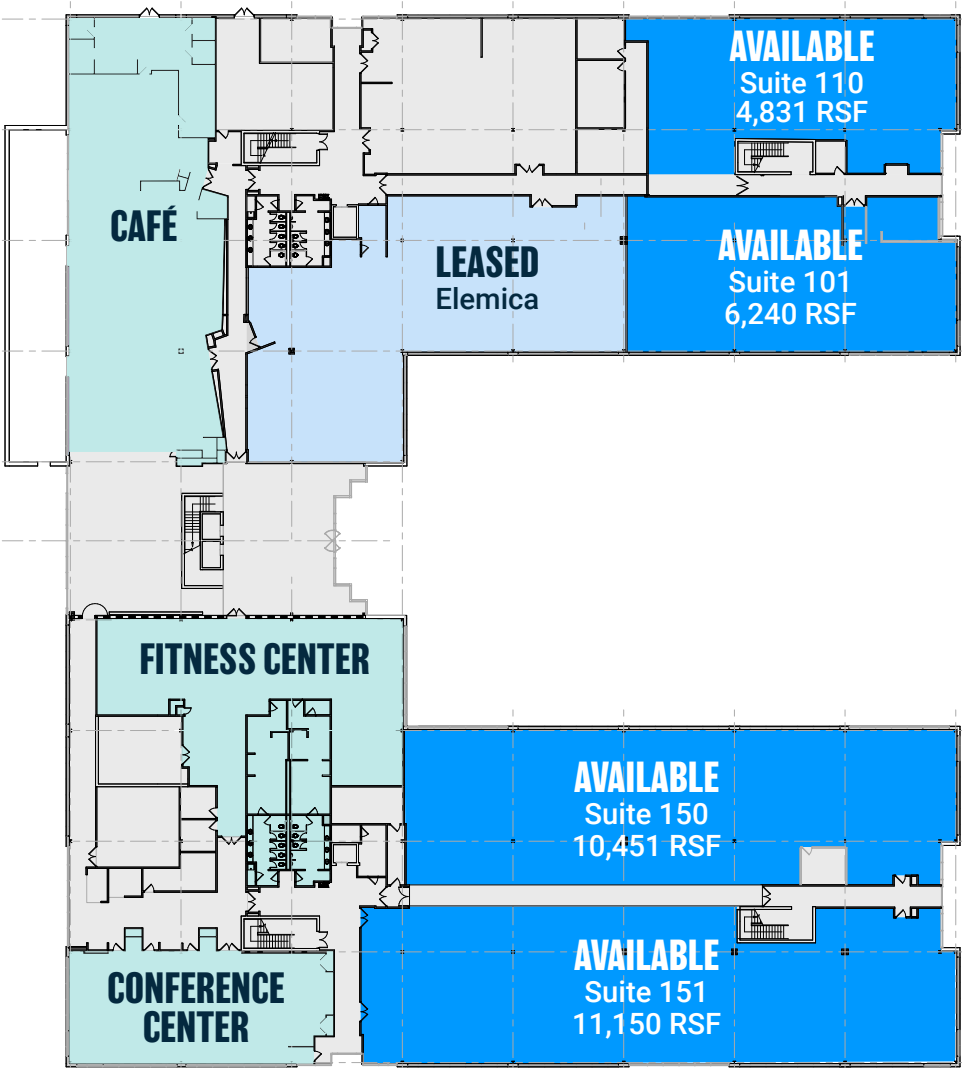 AVAILABLE
Suite 110
4,831 RSF
CAFÉ
LEASED
Elemica
AVAILABLE
Suite 101
6,240 RSF
FITNESS CENTER
AVAILABLE
Suite 150
10,451 RSF
CONFERENCE
CENTER
AVAILABLE
Suite 151
11,150 RSF